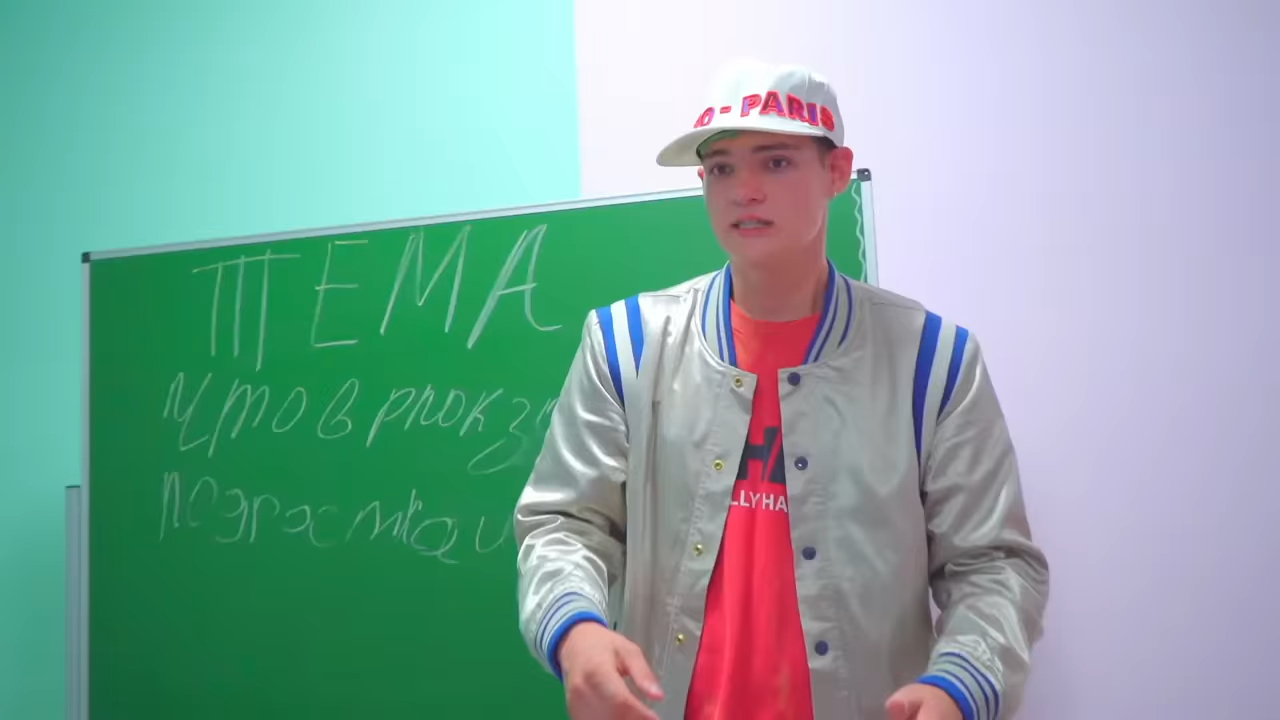 ТЕМА
Что в рюкз
подростка и
- PARIS
H
LLYHA